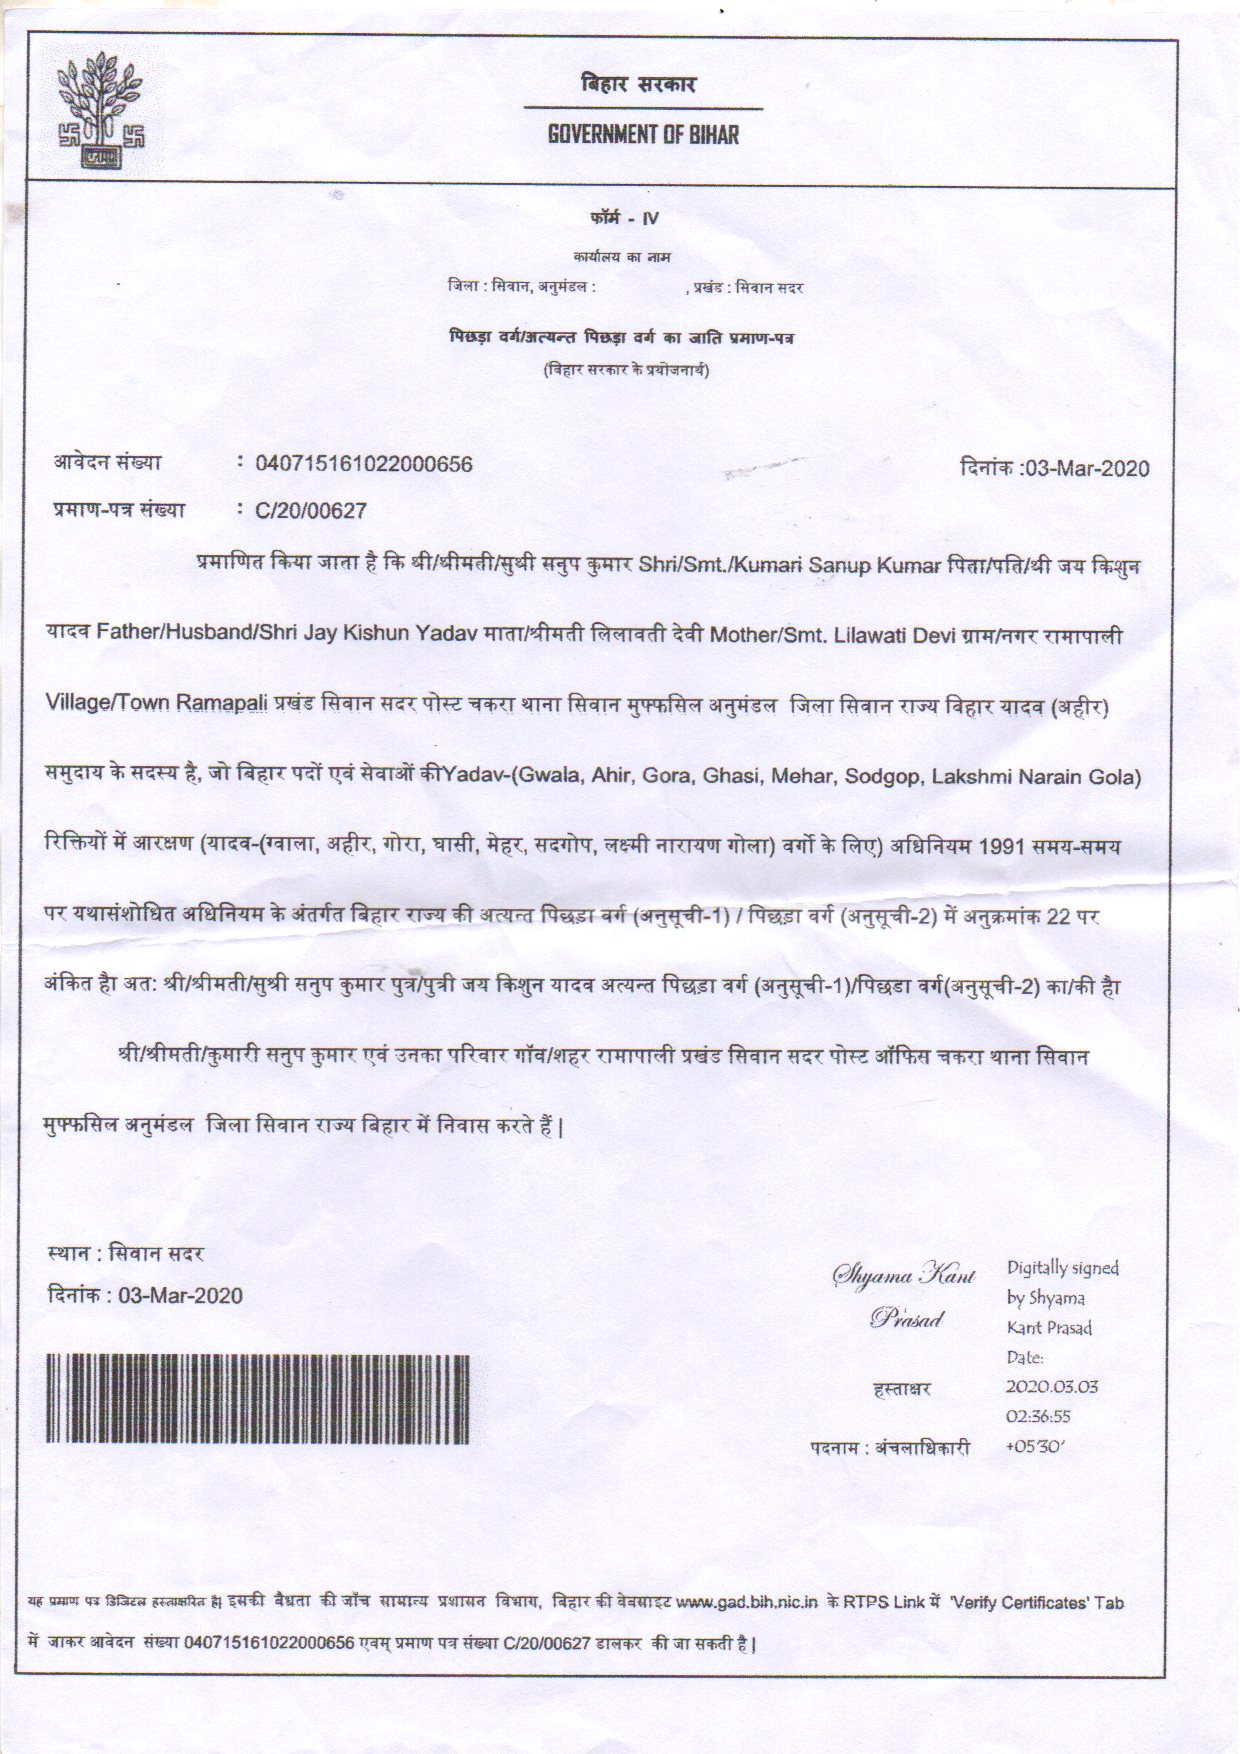 बिहार सरकार
GOVERNMENT OF BIHAR
फॉर्म - IV
कार्यालय का नाम
जिला : सिवान, अनुमंडल : , प्रखंड : सिवान सदर
पिछड़ा वर्ग/अत्यन्त पिछड़ा वर्ग का जाति प्रमाण-पत्र
(बिहार सरकार के प्रयोजनार्थ)
आवेदन संख्या : 040715161022000656 दिनांक :03-Mar-2020
प्रमाण-पत्र संख्या : C/20/00627
प्रमाणित किया जाता है कि श्री/श्रीमती/सुश्री सनुप कुमार Shri/Smt./Kumari Sanup Kumar पिता/पति/श्री जय किशुन
यादव Father/Husband/Shri Jay Kishun Yadav माता/श्रीमती लिलावती देवी Mother/Smt. Lilawati Devi ग्राम/नगर रामापाली
Village/Town Ramapali प्रखंड सिवान सदर पोस्ट चकरा थाना सिवान मुफ्फसिल अनुमंडल जिला सिवान राज्य बिहार यादव (अहीर)
समुदाय के सदस्य है, जो बिहार पदों एवं सेवाओं कीYadav-(Gwala, Ahir, Gora, Ghasi, Mehar, Sodgop, Lakshmi Narain Gola)
रिक्तियों में आरक्षण (यादव-(ग्वाला, अहीर, गोरा, घासी, मेहर, सदगोप, लक्ष्मी नारायण गोला) वर्गो के लिए) अधिनियम 1991 समय-समय
पर यथासंशोधित अधिनियम के अंतर्गत बिहार राज्य की अत्यन्त पिछड़ा वर्ग (अनुसूची-1) / पिछड़ा वर्ग (अनुसूची-2) में अनुक्रमांक 22 पर
अंकित है। अत: श्री/श्रीमती/सुश्री सनुप कुमार पुत्र/पुत्री जय किशुन यादव अत्यन्त पिछड़ा वर्ग (अनुसूची-1)/पिछडा वर्ग(अनुसूची-2) का/की है।
श्री/श्रीमती/कुमारी सनुप कुमार एवं उनका परिवार गॉव/शहर रामापाली प्रखंड सिवान सदर पोस्ट ऑफिस चकरा थाना सिवान
मुफ्फसिल अनुमंडल जिला सिवान राज्य बिहार में निवास करते हैं |
स्थान : सिवान सदर
दिनांक : 03-Mar-2020
Shyama Kant
Prasad
Digitally signed
by Shyama
Kant Prasad
Date:
2020.03.03
02:36:55
+05'30'
हस्ताक्षर
पदनाम : अंचलाधिकारी
यह प्रमाण पत्र डिजिटल हस्ताक्षरित है| इसकी वैधता की जाँच सामान्य प्रशासन विभाग, बिहार की वेबसाइट www.gad.bih.nic.in के RTPS Link में 'Verify Certificates' Tab
में जाकर आवेदन संख्या 040715161022000656 एवम् प्रमाण पत्र संख्या C/20/00627 डालकर की जा सकती है |